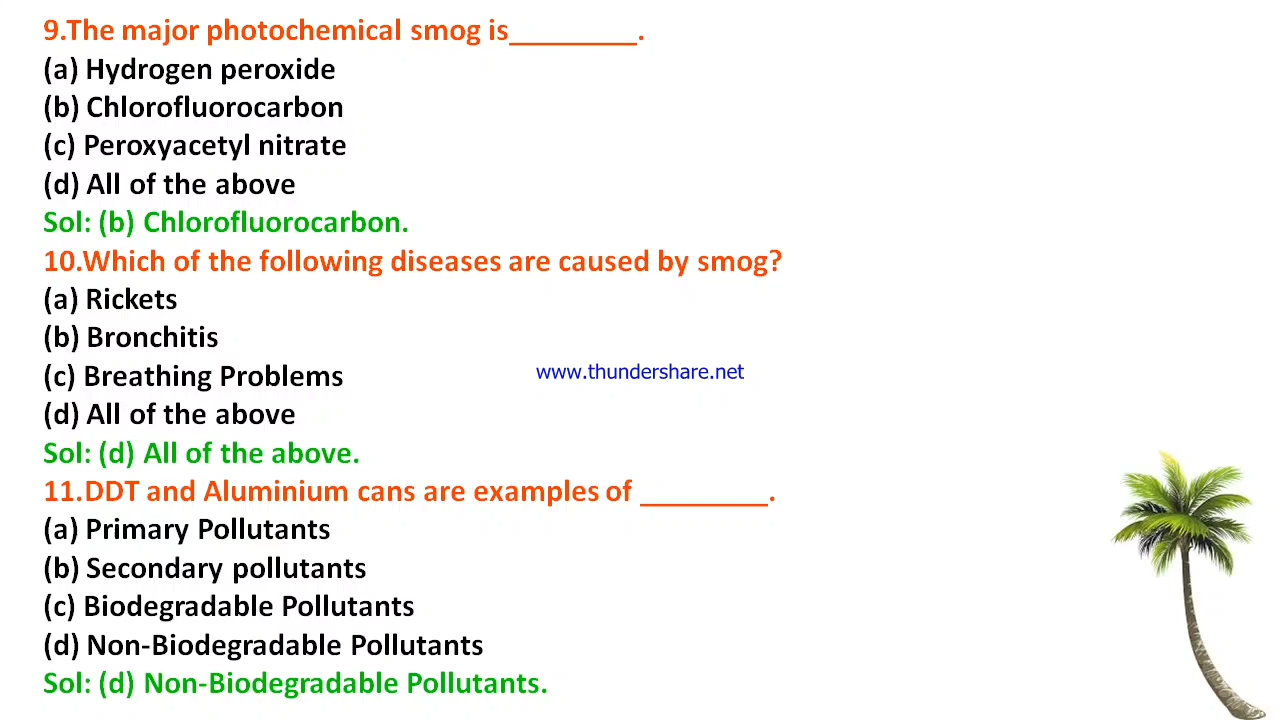 9.The major photochemical smog is________.
(a) Hydrogen peroxide
(b) Chlorofluorocarbon
(c) Peroxyacetyl nitrate
(d) All of the above
Sol: (b) Chlorofluorocarbon.
10.Which of the following diseases are caused by smog?
(a) Rickets
(b) Bronchitis
(c) Breathing Problems
www.thundershare.net
(d) All of the above
Sol: (d) All of the above.
11.DDT and Aluminium cans are examples of ________.
(a) Primary Pollutants
(b) Secondary pollutants
(c) Biodegradable Pollutants
(d) Non-Biodegradable Pollutants
Sol: (d) Non-Biodegradable Pollutants.